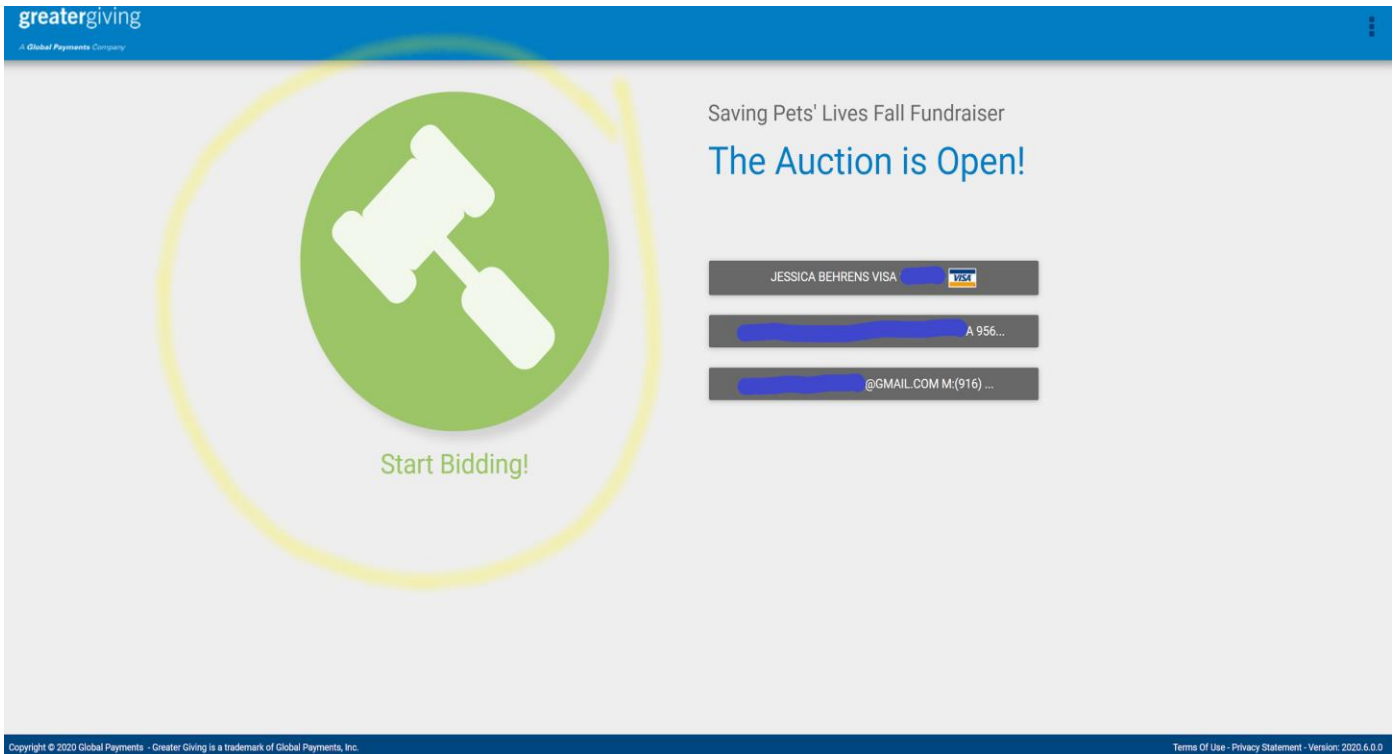 greatergiving
A Global Payments Company
Saving Pets' Lives Fall Fundraiser
The Auction is Open!
JESSICA BEHRENS VISA VISA
A 956...
@GMAIL.COM M:(916) ...
Start Bidding!
Copyright © 2020 Global Payments - Greater Giving is a trademark of Global Payments, Inc.
Terms Of Use - Privacy Statement - Version: 2020.6.0.0